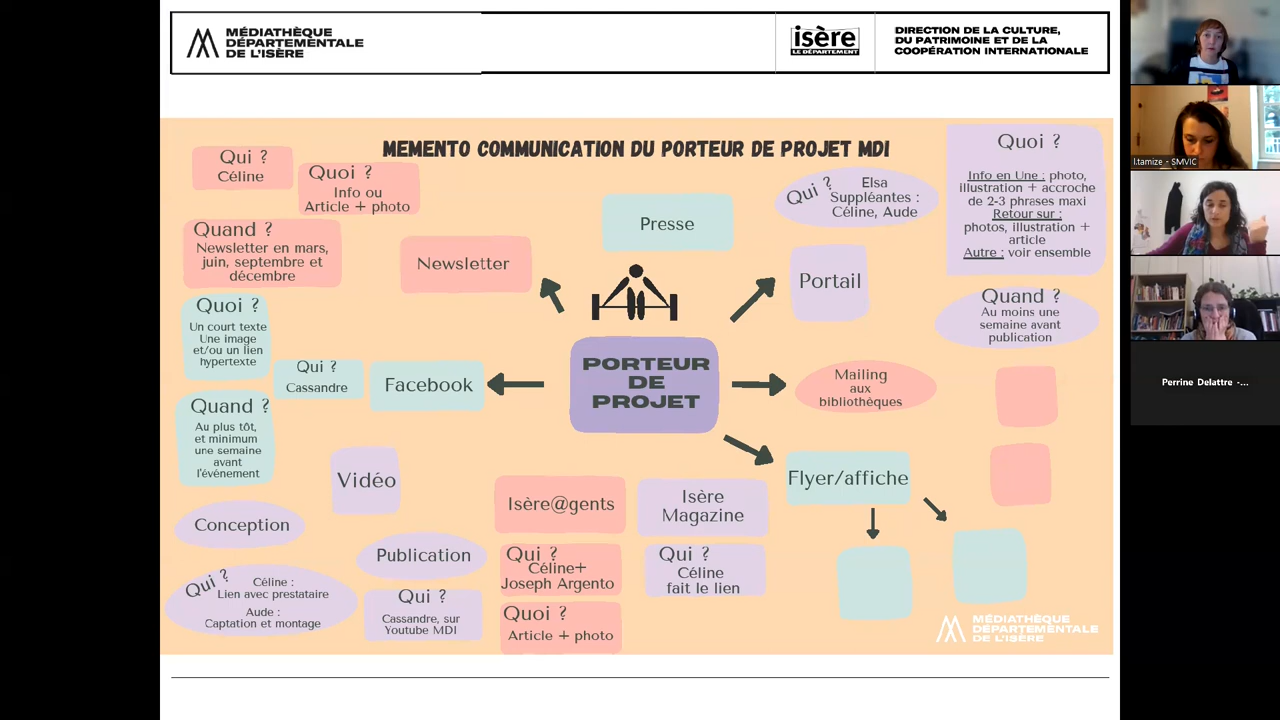 MÉDIATHÈQUE
DÉPARTEMENTALE
DE L'ISÈRE
isère
LE DÉPARTEMENT
DIRECTION DE LA CULTURE,
DU PATRIMOINE ET DE LA
COOPÉRATION INTERNATIONALE
MEMENTO COMMUNICATION DU PORTEUR DE PROJET MDI
Qui ?
Céline
Quoi ?
Info ou
Article + photo
Quand ?
Newsletter en mars,
juin, septembre et
décembre
Newsletter
Presse
Qui ?
Elsa
Suppléantes :
Céline, Aude
Portail
Quoi ?
Info en Une : photo,
illustration + accroche
de 2-3 phrases maxi
Retour sur :
photos, illustration +
article
Autre : voir ensemble
Quand ?
Au moins une
semaine avant
publication
Quoi ?
Un court texte
Une image
et/ou un lien
hypertexte
Qui ?
Cassandre
Facebook
Quand ?
Au plus tôt,
et minimum
une semaine
avant
l'événement
PORTEUR
DE
PROJET
Mailing
aux
bibliothèques
Flyer/affiche
Vidéo
Conception
Qui ?
Céline :
Lien avec prestataire
Aude :
Captation et montage
Publication
Qui ?
Cassandre, sur
Youtube MDI
Isère@gents
Qui ?
Céline+
Joseph Argento
Quoi ?
Article + photo
Isère
Magazine
Qui ?
Céline
fait le lien
MÉDIATHÈQUE
DÉPARTEMENTALE
DE L'ISÈRE
l.tamize - SMVIC
Perrine Delattre -...